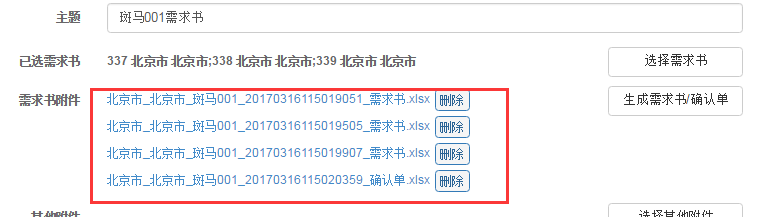 主题 斑马001需求书
已选需求书 337 北京市 北京市;338 北京市 北京市;339 北京市 北京市 选择需求书
需求书附件 北京市_北京市_斑马001_20170316115019051_需求书.xlsx 删除 生成需求书/确认单
北京市_北京市_斑马001_20170316115019505_需求书.xlsx 删除
北京市_北京市_斑马001_20170316115019907_需求书.xlsx 删除
北京市_北京市_斑马001_20170316115020359_确认单.xlsx 删除
其他附件 选择其他附件